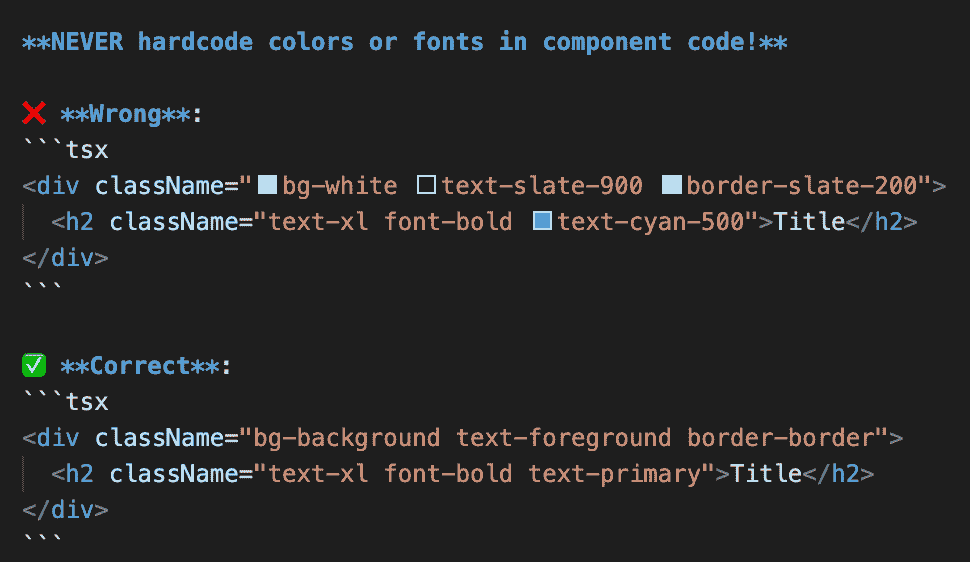 **NEVER hardcode colors or fonts in component code!**
❌ **Wrong**:
```tsx
<div className="bg-white text-slate-900 border-slate-200">
<h2 className="text-xl font-bold text-cyan-500">Title</h2>
</div>
```
✅ **Correct**:
```tsx
<div className="bg-background text-foreground border-border">
<h2 className="text-xl font-bold text-primary">Title</h2>
</div>
```